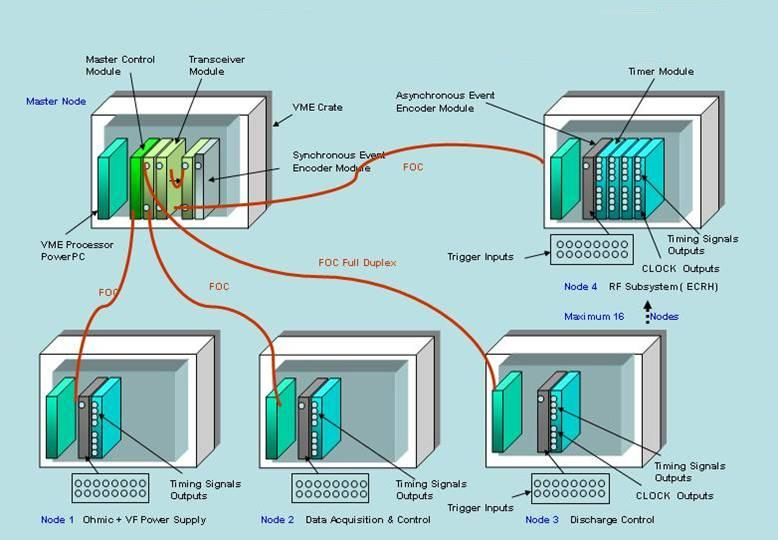 Master Control
Module
Transceiver
Module
Timer Module
Asynchronous Event
Encoder Module
Master Node
VME Crate
Synchronous Event
Encoder Module
FOC
VME Processor
PowerPC
Trigger Inputs
Timing Signals
Outputs
CLOCK Outputs
FOC Full Duplex
FOC
FOC
Node 4 RF Subsystem ( ECRH)
Maximum 16 Nodes
Timing Signals
Outputs
Timing Signals
Outputs
Timing Signals
Outputs
CLOCK Outputs
Trigger Inputs
Node 1 Ohmic + VF Power Supply
Node 2 Data Acquisition & Control
Node 3 Discharge Control